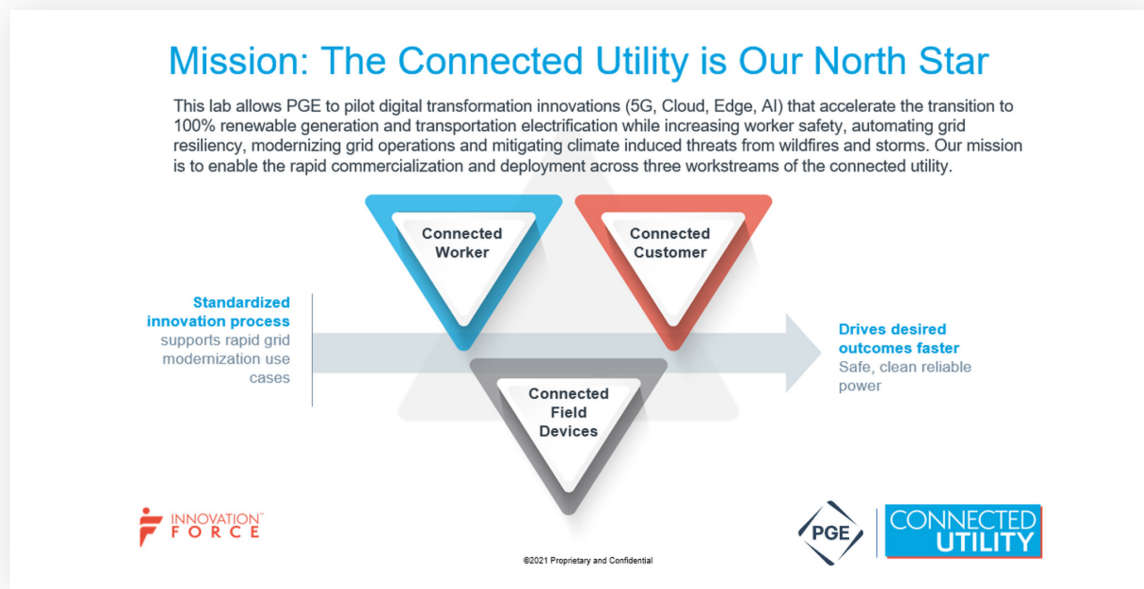 Mission: The Connected Utility is Our North Star
This lab allows PGE to pilot digital transformation innovations (5G, Cloud, Edge, AI) that accelerate the transition to
100% renewable generation and transportation electrification while increasing worker safety, automating grid
resiliency, modernizing grid operations and mitigating climate induced threats from wildfires and storms. Our mission
is to enable the rapid commercialization and deployment across three workstreams of the connected utility.
Connected
Worker
Connected
Customer
Standardized
innovation process
supports rapid grid
modernization use
cases
Drives desired
outcomes faster
Safe, clean reliable
power
Connected
Field
Devices
INNOVATION™
FORCE
PGE
CONNECTED
UTILITY
©2021 Proprietary and Confidential